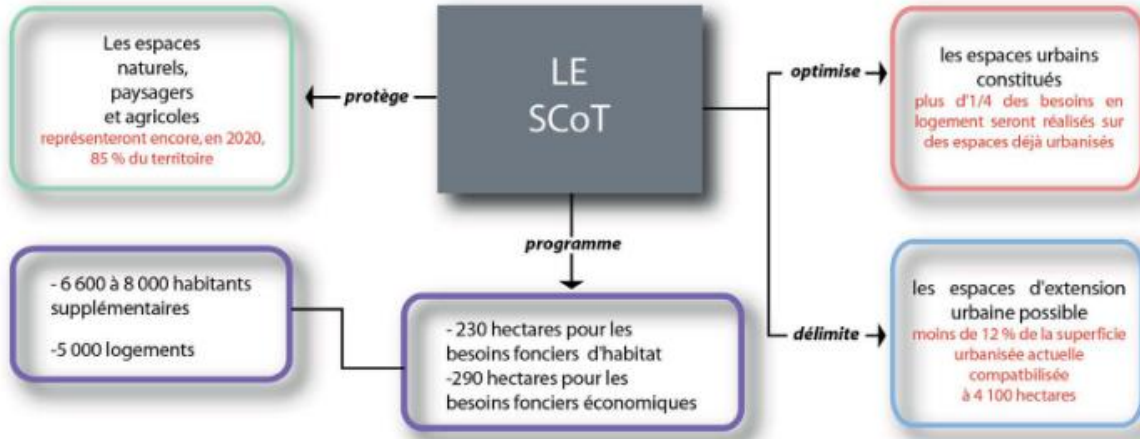 Les espaces
naturels,
paysagers
et agricoles
représenteront encore, en 2020,
85 % du territoire
protège
LE
SCoT
optimise
les espaces urbains
constitués
plus d'1/4 des besoins en
logement seront réalisés sur
des espaces déjà urbanisés
programme
- 6 600 à 8 000 habitants
supplémentaires
-5 000 logements
- 230 hectares pour les
besoins fonciers d'habitat
-290 hectares pour les
besoins fonciers économiques
délimite
les espaces d'extension
urbaine possible
moins de 12 % de la superficie
urbanisée actuelle
compatbilisée
à 4 100 hectares